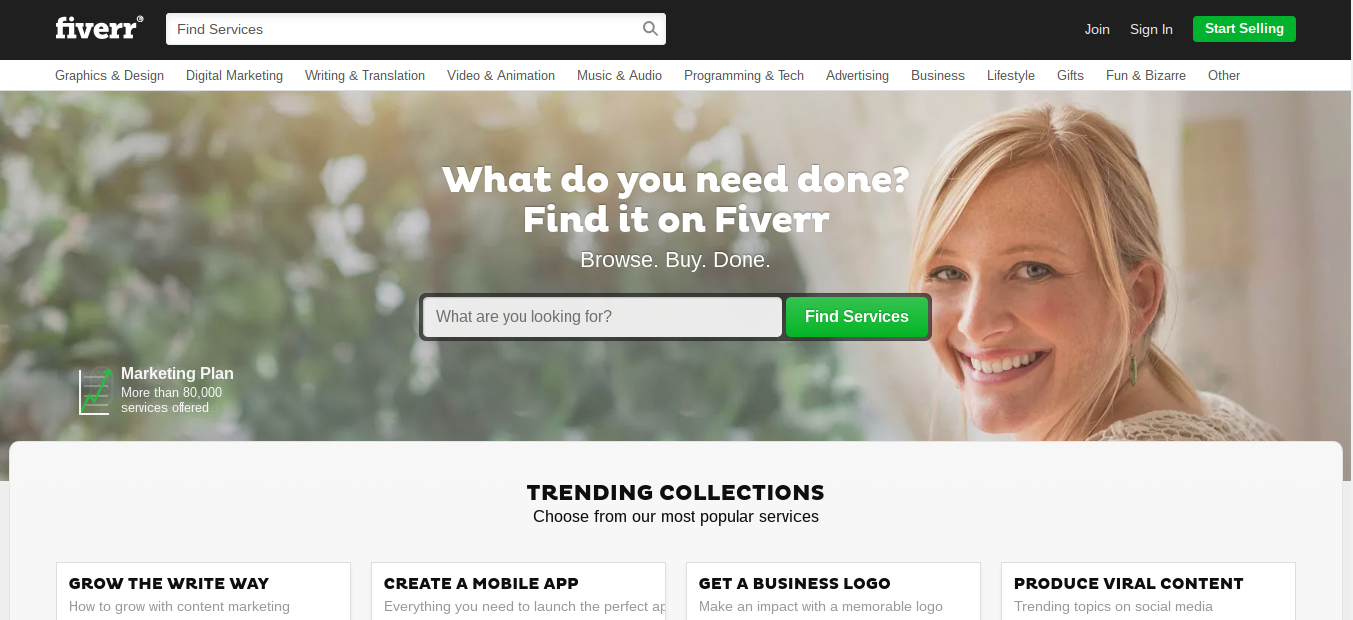 fiverr®
Find Services
Join
Sign In
Start Selling
Graphics & Design
Digital Marketing
Writing & Translation
Video & Animation
Music & Audio
Programming & Tech
Advertising
Business
Lifestyle
Gifts
Fun & Bizarre
Other
What do you need done?
Find it on Fiverr
Browse. Buy. Done.
What are you looking for?
Find Services
Marketing Plan
More than 80,000
services offered
TRENDING COLLECTIONS
Choose from our most popular services
GROW THE WRITE WAY
How to grow with content marketing
CREATE A MOBILE APP
Everything you need to launch the perfect ap
GET A BUSINESS LOGO
Make an impact with a memorable logo
PRODUCE VIRAL CONTENT
Trending topics on social media